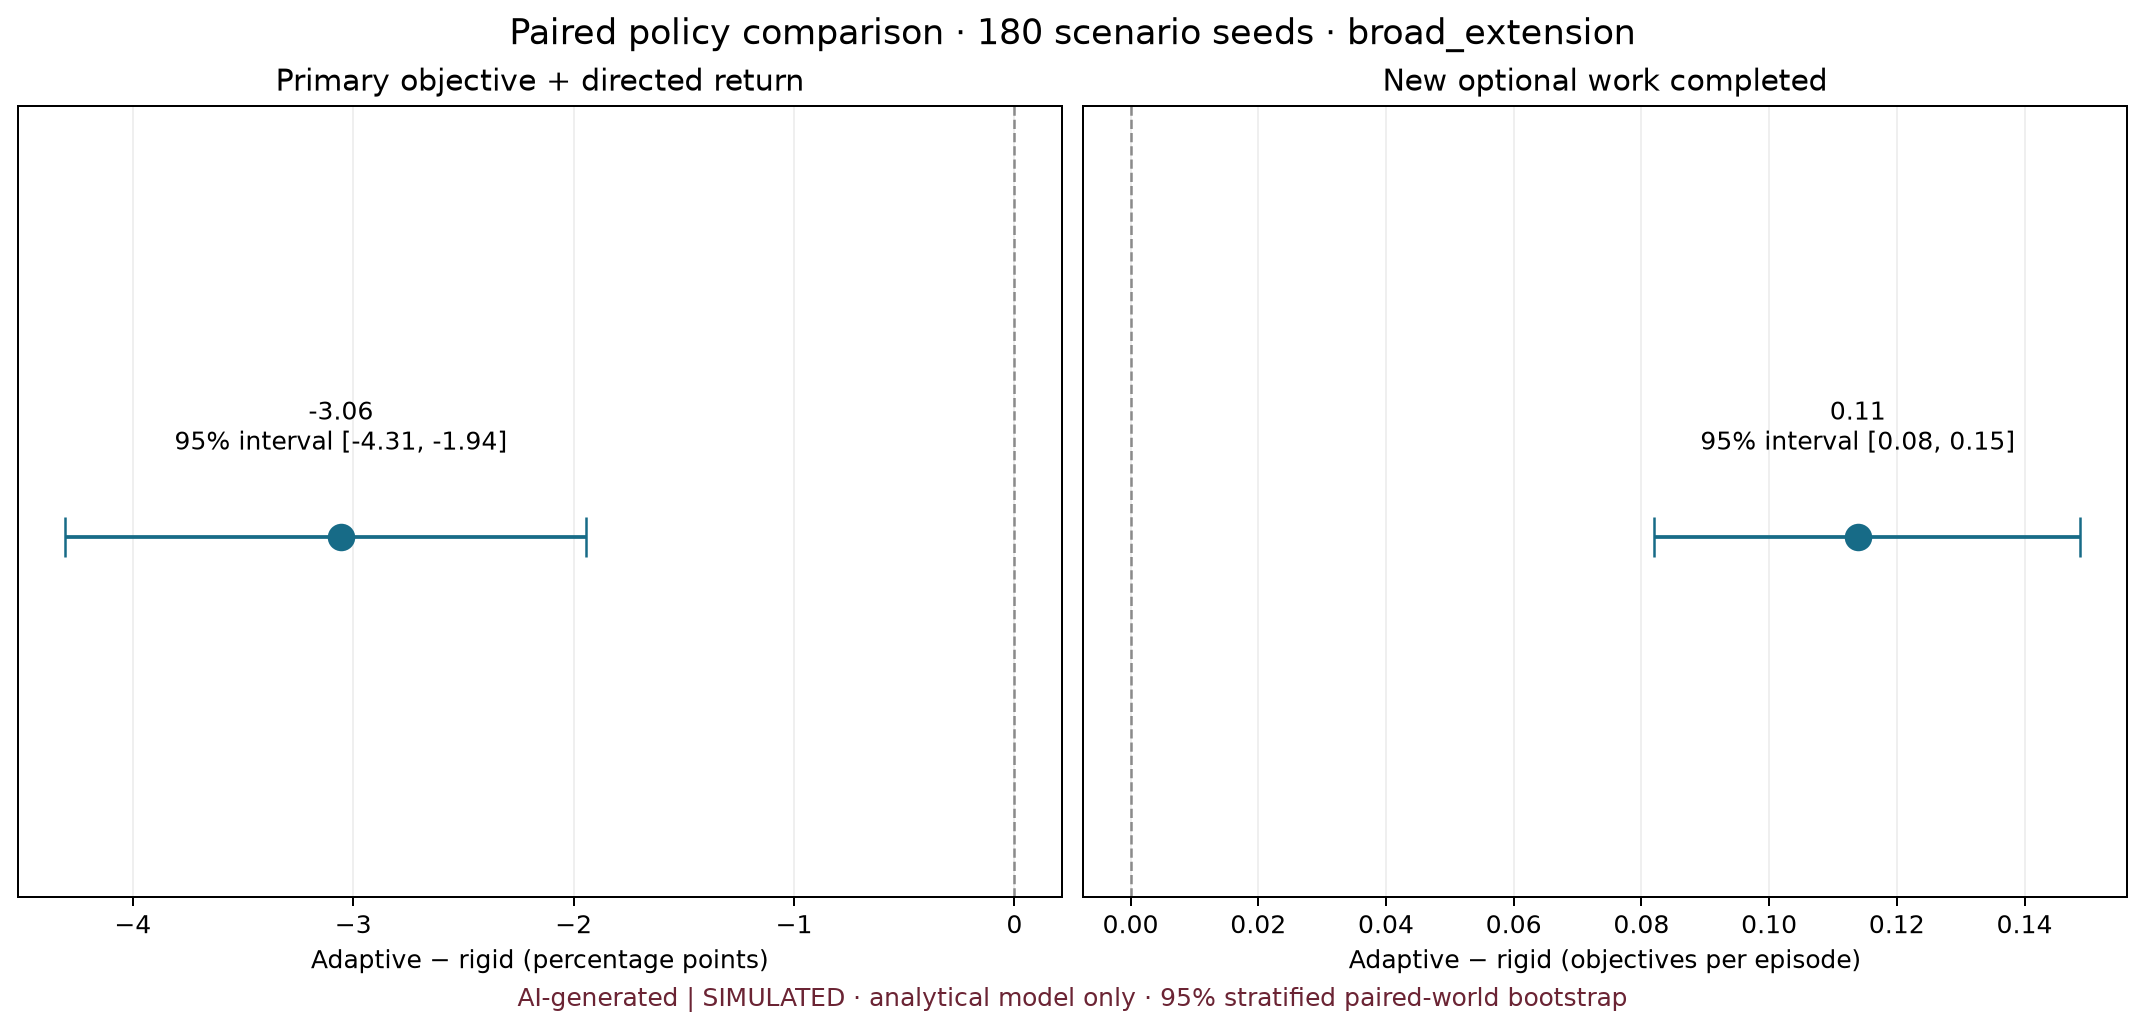 Paired policy comparison · 180 scenario seeds · broad_extension
Primary objective + directed return
-3.06
95% interval [-4.31, -1.94]
−4 −3 −2 −1 0
Adaptive − rigid (percentage points)
New optional work completed
0.11
95% interval [0.08, 0.15]
0.00 0.02 0.04 0.06 0.08 0.10 0.12 0.14
Adaptive − rigid (objectives per episode)
AI-generated | SIMULATED · analytical model only · 95% stratified paired-world bootstrap